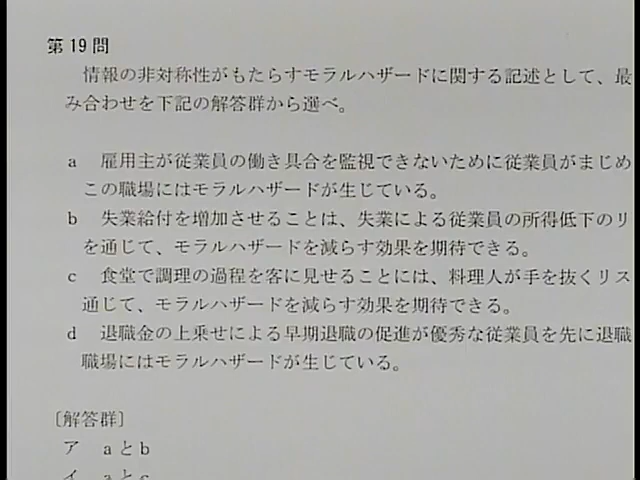 第19問
情報の非対称性がもたらすモラルハザードに関する記述として、最
み合わせを下記の解答群から選べ。
a 雇用主が従業員の働き具合を監視できないために従業員がまじめ
この職場にはモラルハザードが生じている。
b 失業給付を増加させることは、失業による従業員の所得低下のリ
を通じて、モラルハザードを減らす効果を期待できる。
c 食堂で調理の過程を客に見せることには、料理人が手を抜くリス
通じて、モラルハザードを減らす効果を期待できる。
d 退職金の上乗せによる早期退職の促進が優秀な従業員を先に退職
職場にはモラルハザードが生じている。
〔解答群〕
ア aとb
イ aとc